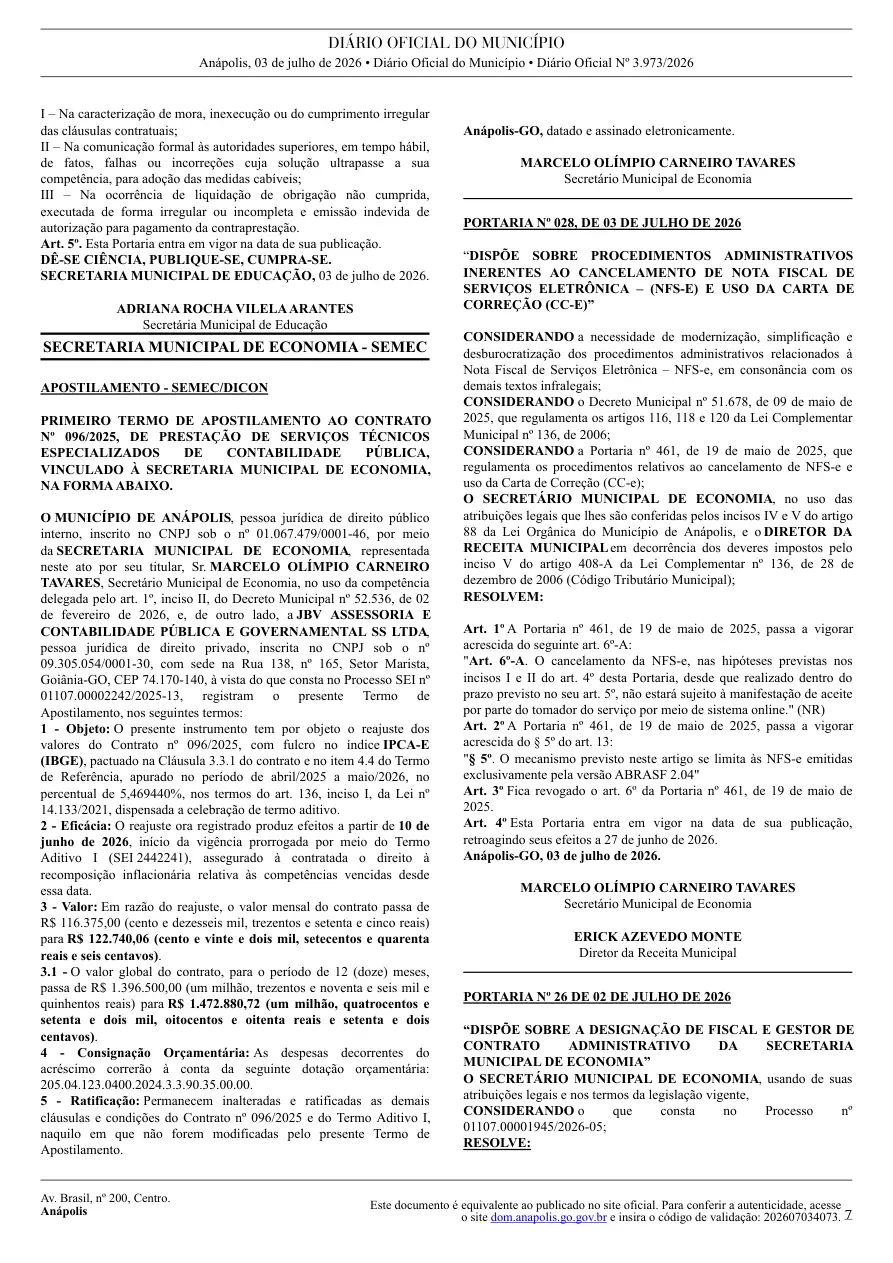 DIÁRIO OFICIAL DO MUNICÍPIO
Anápolis, 03 de julho de 2026 • Diário Oficial do Município • Diário Oficial Nº 3.973/2026
I – Na caracterização de mora, inexecução ou do cumprimento irregular
das cláusulas contratuais;
II – Na comunicação formal às autoridades superiores, em tempo hábil,
de fatos, falhas ou incorreções cuja solução ultrapasse a sua
competência, para adoção das medidas cabíveis;
III – Na ocorrência de liquidação de obrigação não cumprida,
executada de forma irregular ou incompleta e emissão indevida de
autorização para pagamento da contraprestação.
Art. 5º. Esta Portaria entra em vigor na data de sua publicação.
DÊ-SE CIÊNCIA, PUBLIQUE-SE, CUMPRA-SE.
SECRETARIA MUNICIPAL DE EDUCAÇÃO, 03 de julho de 2026.
ADRIANA ROCHA VILELA ARANTES
Secretária Municipal de Educação
SECRETARIA MUNICIPAL DE ECONOMIA - SEMEC
APOSTILAMENTO - SEMEC/DICON
PRIMEIRO TERMO DE APOSTILAMENTO AO CONTRATO
Nº 096/2025, DE PRESTAÇÃO DE SERVIÇOS TÉCNICOS
ESPECIALIZADOS DE CONTABILIDADE PÚBLICA,
VINCULADO À SECRETARIA MUNICIPAL DE ECONOMIA,
NA FORMA ABAIXO.
O MUNICÍPIO DE ANÁPOLIS, pessoa jurídica de direito público
interno, inscrito no CNPJ sob o nº 01.067.479/0001-46, por meio
da SECRETARIA MUNICIPAL DE ECONOMIA, representada
neste ato por seu titular, Sr. MARCELO OLÍMPIO CARNEIRO
TAVARES, Secretário Municipal de Economia, no uso da competência
delegada pelo art. 1º, inciso II, do Decreto Municipal nº 52.536, de 02
de fevereiro de 2026, e, de outro lado, a JBV ASSESSORIA E
CONTABILIDADE PÚBLICA E GOVERNAMENTAL SS LTDA,
pessoa jurídica de direito privado, inscrita no CNPJ sob o nº
09.305.054/0001-30, com sede na Rua 138, nº 165, Setor Marista,
Goiânia-GO, CEP 74.170-140, à vista do que consta no Processo SEI nº
01107.00002242/2025-13, registram o presente Termo de
Apostilamento, nos seguintes termos:
1 - Objeto: O presente instrumento tem por objeto o reajuste dos
valores do Contrato nº 096/2025, com fulcro no índice IPCA-E
(IBGE), pactuado na Cláusula 3.3.1 do contrato e no item 4.4 do Termo
de Referência, apurado no período de abril/2025 a maio/2026, no
percentual de 5,469440%, nos termos do art. 136, inciso I, da Lei nº
14.133/2021, dispensada a celebração de termo aditivo.
2 - Eficácia: O reajuste ora registrado produz efeitos a partir de 10 de
junho de 2026, início da vigência prorrogada por meio do Termo
Aditivo I (SEI 2442241), assegurado à contratada o direito à
recomposição inflacionária relativa às competências vencidas desde
essa data.
3 - Valor: Em razão do reajuste, o valor mensal do contrato passa de
R$ 116.375,00 (cento e dezesseis mil, trezentos e setenta e cinco reais)
para R$ 122.740,06 (cento e vinte e dois mil, setecentos e quarenta
reais e seis centavos).
3.1 - O valor global do contrato, para o período de 12 (doze) meses,
passa de R$ 1.396.500,00 (um milhão, trezentos e noventa e seis mil e
quinhentos reais) para R$ 1.472.880,72 (um milhão, quatrocentos e
setenta e dois mil, oitocentos e oitenta reais e setenta e dois
centavos).
4 - Consignação Orçamentária: As despesas decorrentes do
acréscimo correrão à conta da seguinte dotação orçamentária:
205.04.123.0400.2024.3.3.90.35.00.00.
5 - Ratificação: Permanecem inalteradas e ratificadas as demais
cláusulas e condições do Contrato nº 096/2025 e do Termo Aditivo I,
naquilo em que não forem modificadas pelo presente Termo de
Apostilamento.
Anápolis-GO, datado e assinado eletronicamente.
MARCELO OLÍMPIO CARNEIRO TAVARES
Secretário Municipal de Economia
PORTARIA Nº 028, DE 03 DE JULHO DE 2026
“DISPÕE SOBRE PROCEDIMENTOS ADMINISTRATIVOS
INERENTES AO CANCELAMENTO DE NOTA FISCAL DE
SERVIÇOS ELETRÔNICA – (NFS-E) E USO DA CARTA DE
CORREÇÃO (CC-E)”
CONSIDERANDO a necessidade de modernização, simplificação e
desburocratização dos procedimentos administrativos relacionados à
Nota Fiscal de Serviços Eletrônica – NFS-e, em consonância com os
demais textos infralegais;
CONSIDERANDO o Decreto Municipal nº 51.678, de 09 de maio de
2025, que regulamenta os artigos 116, 118 e 120 da Lei Complementar
Municipal nº 136, de 2006;
CONSIDERANDO a Portaria nº 461, de 19 de maio de 2025, que
regulamenta os procedimentos relativos ao cancelamento de NFS-e e
uso da Carta de Correção (CC-e);
O SECRETÁRIO MUNICIPAL DE ECONOMIA, no uso das
atribuições legais que lhes são conferidas pelos incisos IV e V do artigo
88 da Lei Orgânica do Município de Anápolis, e o DIRETOR DA
RECEITA MUNICIPAL em decorrência dos deveres impostos pelo
inciso V do artigo 408-A da Lei Complementar nº 136, de 28 de
dezembro de 2006 (Código Tributário Municipal);
RESOLVEM:
Art. 1º A Portaria nº 461, de 19 de maio de 2025, passa a vigorar
acrescida do seguinte art. 6º-A:
"Art. 6º-A. O cancelamento da NFS-e, nas hipóteses previstas nos
incisos I e II do art. 4º desta Portaria, desde que realizado dentro do
prazo previsto no seu art. 5º, não estará sujeito à manifestação de aceite
por parte do tomador do serviço por meio de sistema online." (NR)
Art. 2º A Portaria nº 461, de 19 de maio de 2025, passa a vigorar
acrescida do § 5º do art. 13:
"§ 5º. O mecanismo previsto neste artigo se limita às NFS-e emitidas
exclusivamente pela versão ABRASF 2.04"
Art. 3º Fica revogado o art. 6º da Portaria nº 461, de 19 de maio de
2025.
Art. 4º Esta Portaria entra em vigor na data de sua publicação,
retroagindo seus efeitos a 27 de junho de 2026.
Anápolis-GO, 03 de julho de 2026.
MARCELO OLÍMPIO CARNEIRO TAVARES
Secretário Municipal de Economia
ERICK AZEVEDO MONTE
Diretor da Receita Municipal
PORTARIA Nº 26 DE 02 DE JULHO DE 2026
“DISPÕE SOBRE A DESIGNAÇÃO DE FISCAL E GESTOR DE
CONTRATO ADMINISTRATIVO DA SECRETARIA
MUNICIPAL DE ECONOMIA”
O SECRETÁRIO MUNICIPAL DE ECONOMIA, usando de suas
atribuições legais e nos termos da legislação vigente,
CONSIDERANDO o que consta no Processo nº
01107.00001945/2026-05;
RESOLVE:
Av. Brasil, nº 200, Centro.
Anápolis
Este documento é equivalente ao publicado no site oficial. Para conferir a autenticidade, acesse
o site dom.anapolis.go.gov.br e insira o código de validação: 202607034073. 7